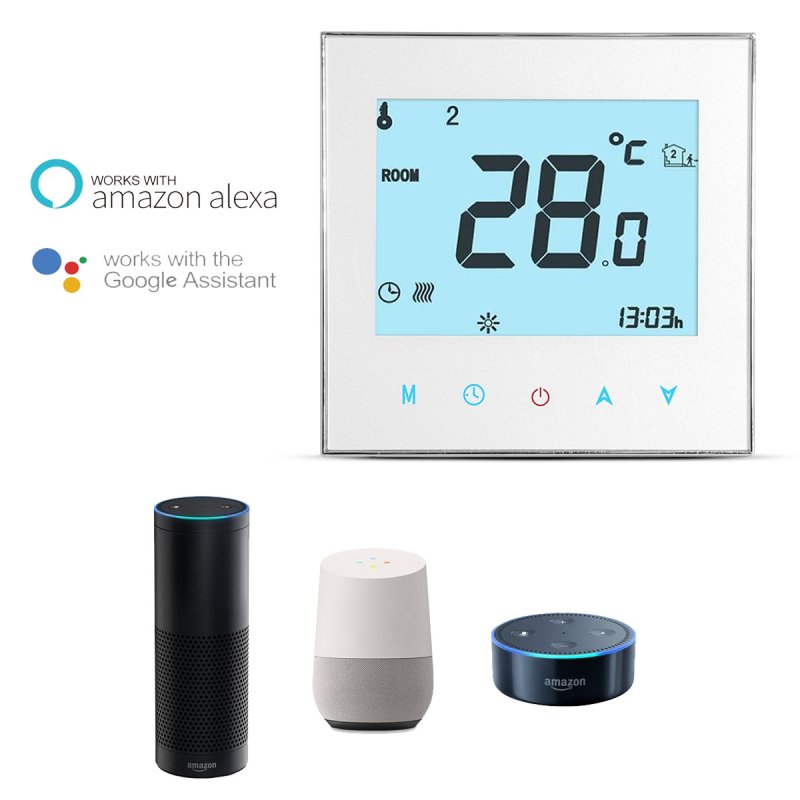 WORKS WITH
amazon alexa
works with the
Google Assistant
2
°C
2
ROOM
28.0
13:03h
M
amazon
amazon